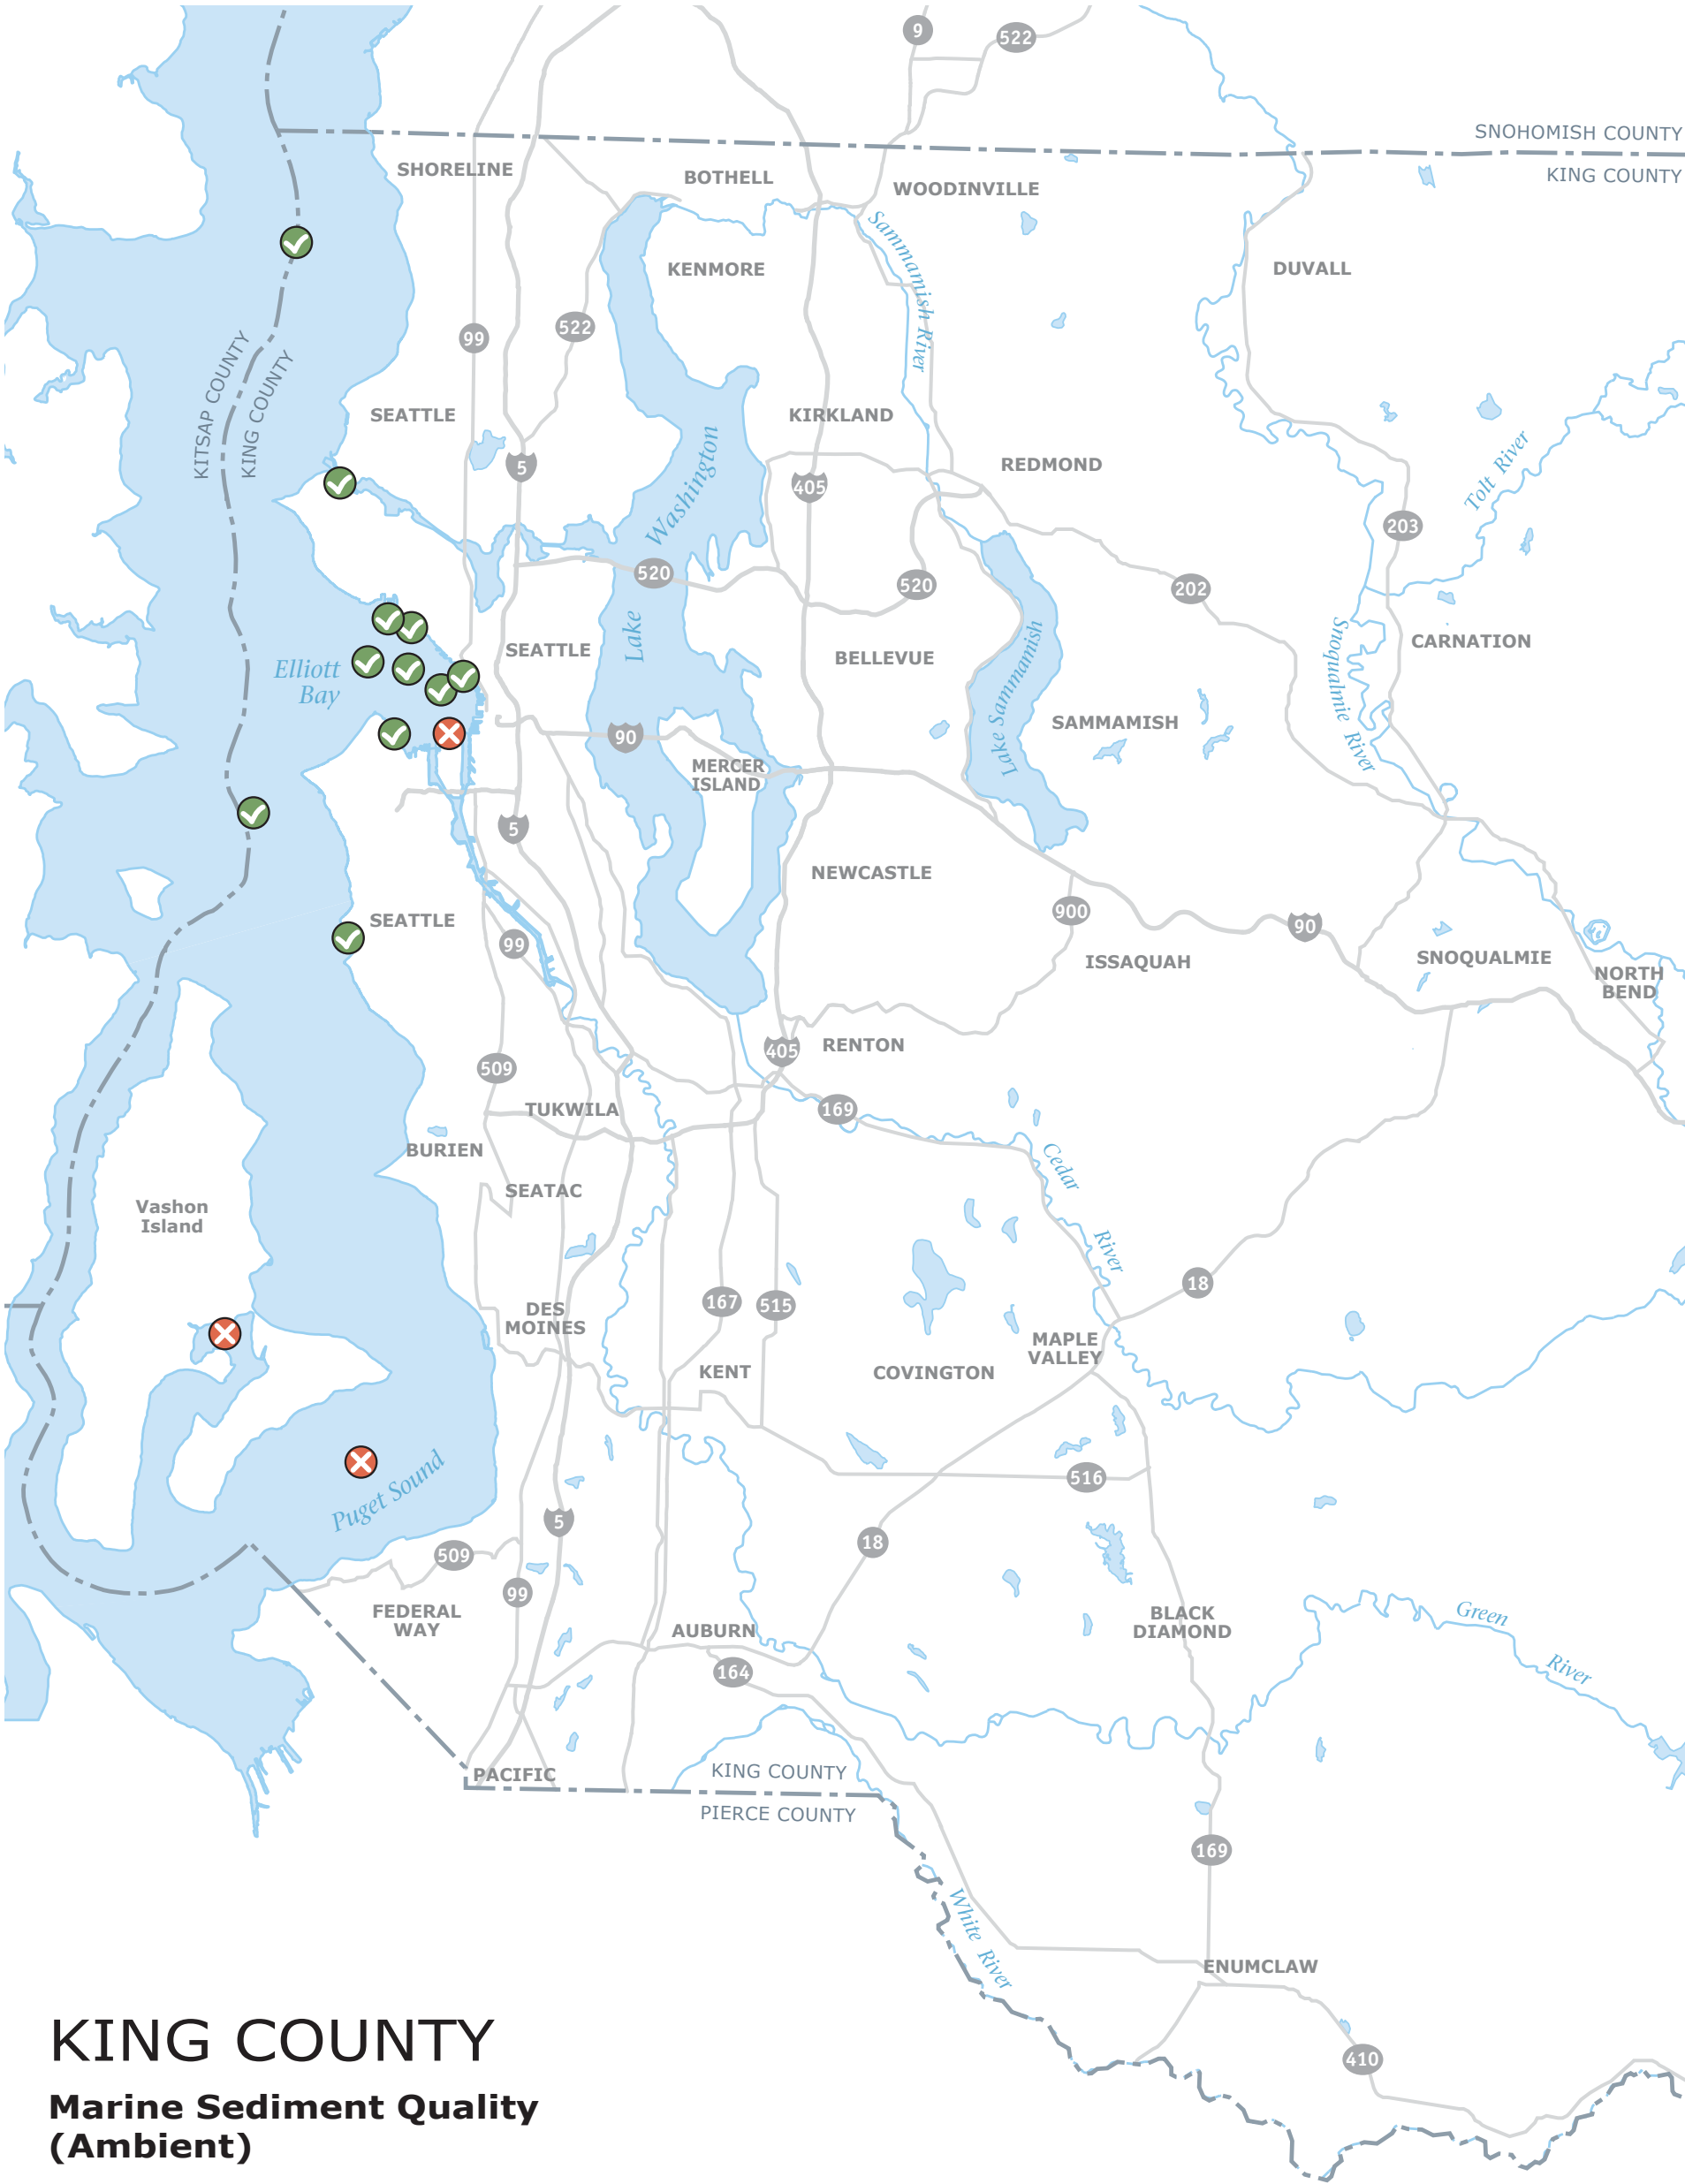 9
522
SNOHOMISH COUNTY
KING COUNTY
SHORELINE
BOTHELL
WOODINVILLE
Sammamish River
KENMORE
DUVALL
99
522
KITSAP COUNTY
KING COUNTY
SEATTLE
KIRKLAND
5
405
REDMOND
Tolt River
203
Lake Washington
520
520
202
Elliott
Bay
SEATTLE
BELLEVUE
Lake Sammamish
Snoqualmie River
CARNATION
SAMMAMISH
90
MERCER
ISLAND
5
NEWCASTLE
SEATTLE
99
900
90
ISSAQUAH
SNOQUALMIE
NORTH
BEND
405
RENTON
509
TUKWILA
169
BURIEN
Cedar River
SEATAC
Vashon
Island
18
167
515
DES
MOINES
MAPLE
VALLEY
KENT
COVINGTON
Puget Sound
516
5
18
509
99
FEDERAL
WAY
AUBURN
164
BLACK
DIAMOND
Green River
PACIFIC
KING COUNTY
PIERCE COUNTY
169
White River
ENUMCLAW
410
KING COUNTY
Marine Sediment Quality
(Ambient)